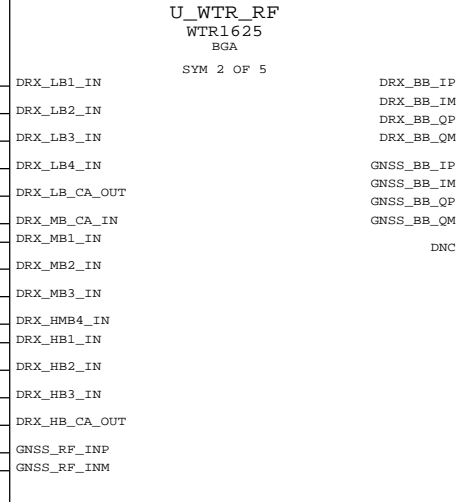 U_WTR_RF
WTR1625
BGA
SYM 2 OF 5
DRX_LB1_IN
DRX_LB2_IN
DRX_LB3_IN
DRX_LB4_IN
DRX_LB_CA_OUT
DRX_MB_CA_IN
DRX_MB1_IN
DRX_MB2_IN
DRX_MB3_IN
DRX_HMB4_IN
DRX_HB1_IN
DRX_HB2_IN
DRX_HB3_IN
DRX_HB_CA_OUT
GNSS_RF_INP
GNSS_RF_INM
DRX_BB_IP
DRX_BB_IM
DRX_BB_QP
DRX_BB_QM
GNSS_BB_IP
GNSS_BB_IM
GNSS_BB_QP
GNSS_BB_QM
DNC